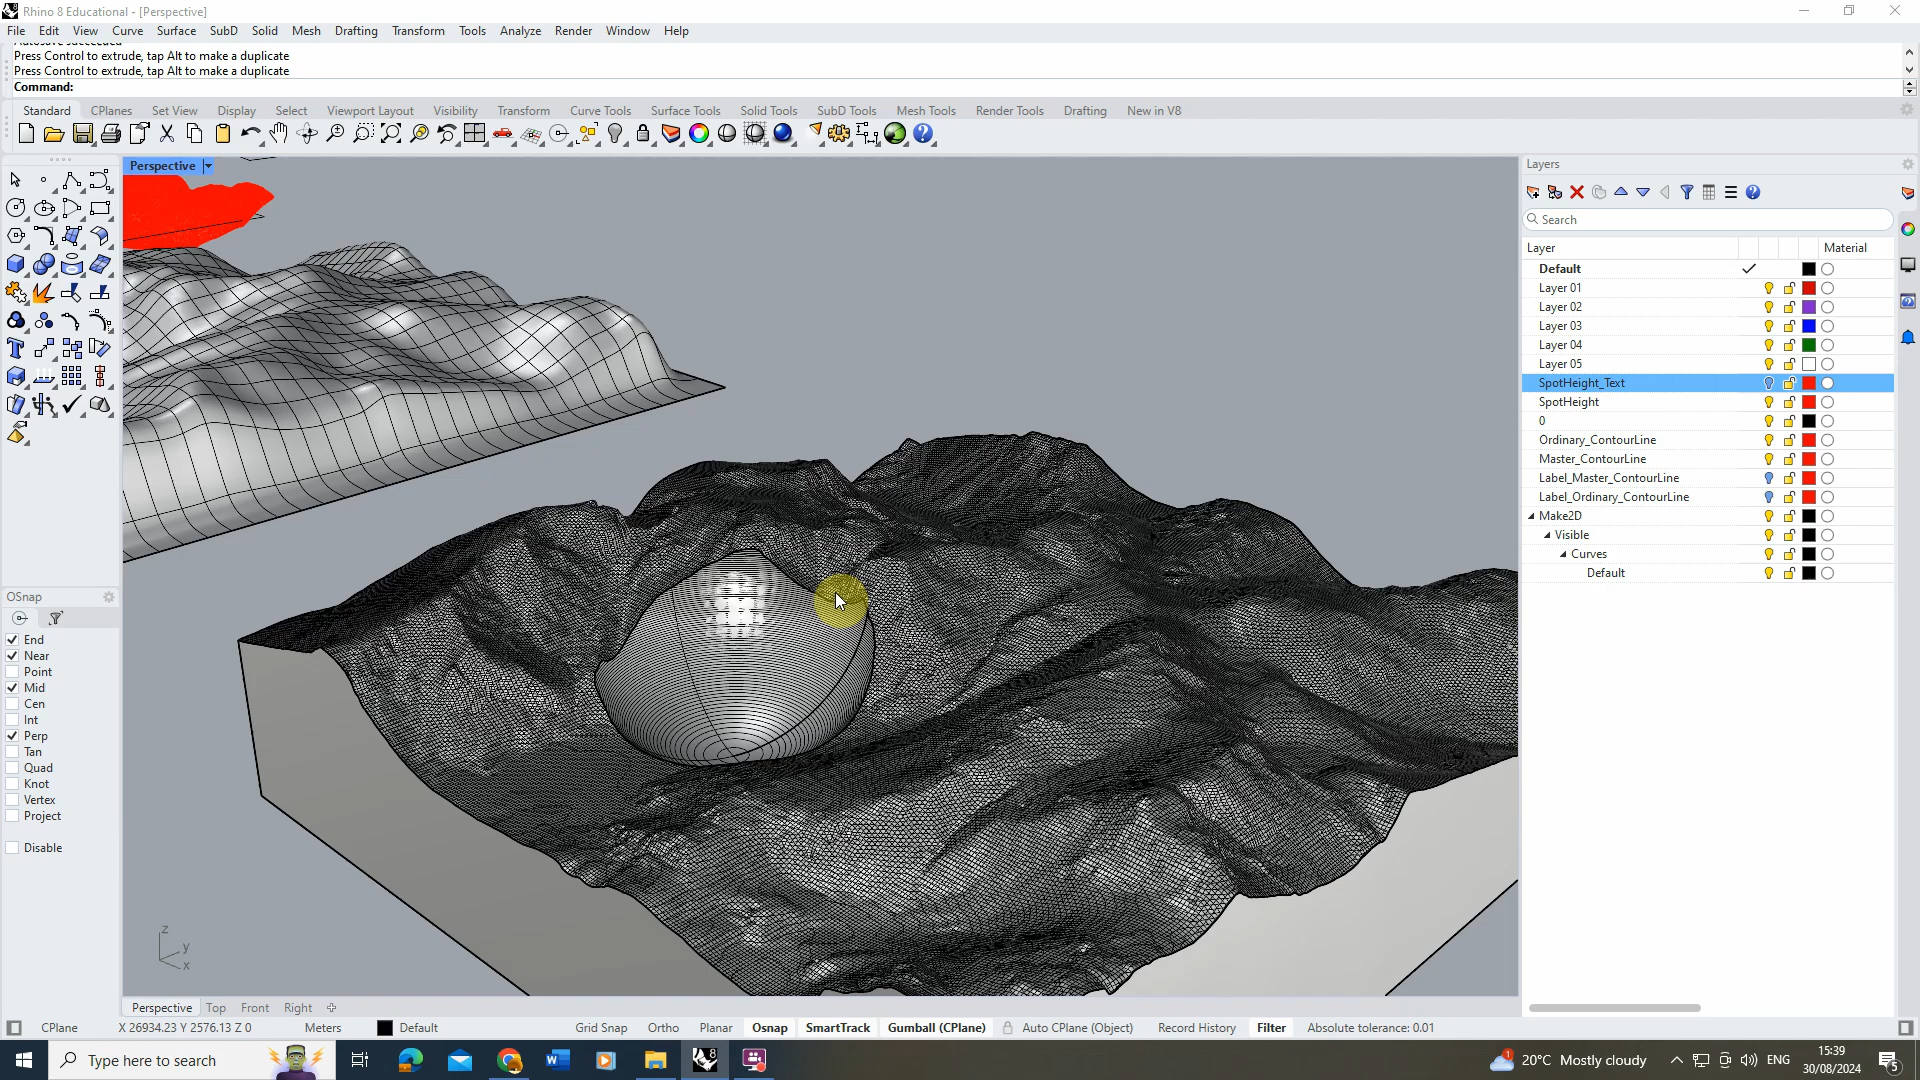 Rhino 8 Educational - [Perspective]
File Edit View Curve Surface SubD Solid Mesh Drafting Transform Tools Analyze Render Window Help
Autosave succeeded
Press Control to extrude, tap Alt to make a duplicate
Press Control to extrude, tap Alt to make a duplicate
Command:
Standard CPlanes Set View Display Select Viewport Layout Visibility Transform Curve Tools Surface Tools Solid Tools SubD Tools Mesh Tools Render Tools Drafting New in V8
Perspective
Layers
Search
Layer Material
Default
Layer 01
Layer 02
Layer 03
Layer 04
Layer 05
SpotHeight_Text
SpotHeight
0
Ordinary_ContourLine
Master_ContourLine
Label_Master_ContourLine
Label_Ordinary_ContourLine
Make2D
Visible
Curves
Default
OSnap
End
Near
Point
Mid
Cen
Int
Perp
Tan
Quad
Knot
Vertex
Project
Disable
z
y
x
Perspective Top Front Right
CPlane X 26934.23 Y 2576.13 Z 0 Meters Default Grid Snap Ortho Planar Osnap SmartTrack Gumball (CPlane) Auto CPlane (Object) Record History Filter Absolute tolerance: 0.01
Type here to search
20°C Mostly cloudy
ENG
15:39
30/08/2024
5